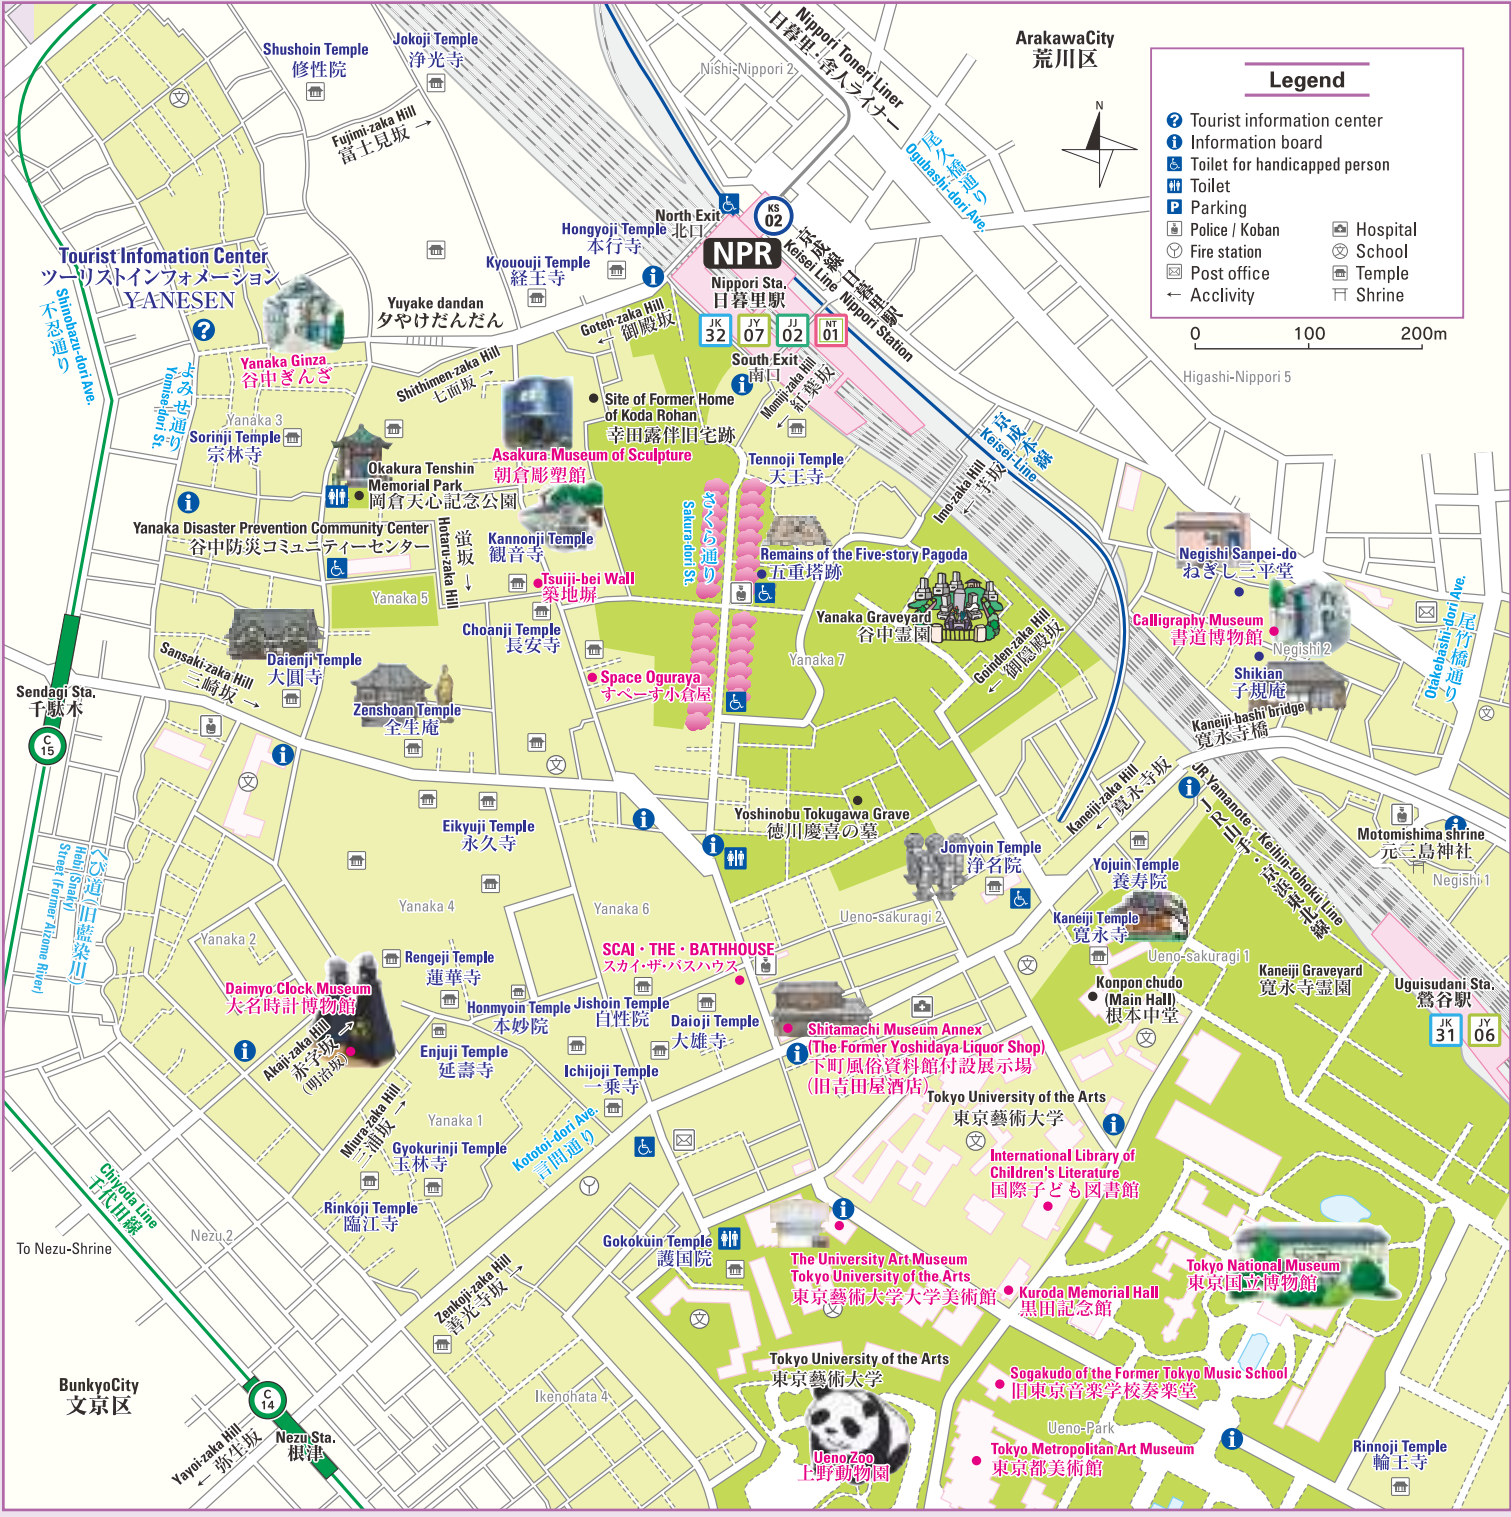 Shushoin Temple
修性院
Jokoji Temple
浄光寺
Fujimi-zaka Hill
富士見坂
Nishi-Nippori 2
Nippori Toneri Liner
日暮里・舎人ライナー
ArakawaCity
荒川区
尾久橋通り
Ogubashi-dori Ave.
N
Legend
Tourist information center
Information board
Toilet for handicapped person
Toilet
Parking
Police / Koban
Fire station
Post office
Acclivity
Hospital
School
Temple
Shrine
0 100 200m
Higashi-Nippori 5
Tourist Infomation Center
ツーリストインフォメーション
YANESEN
Shinobazu-dori Ave.
不忍通り
Yanaka Ginza
谷中ぎんざ
よみせ通り
Yomise-dori St.
Yuyake dandan
夕やけだんだん
Hongyoji Temple
本行寺
Kyououji Temple
経王寺
North Exit
北口
KS
02
NPR
Nippori Sta.
日暮里駅
JK
32
JY
07
JJ
02
NT
01
京成線 日暮里駅
Keisei Line Nippori Station
Goten-zaka Hill
御殿坂
South Exit
南口
Momiji-zaka Hill
紅葉坂
Shithimen-zaka Hill
七面坂
Site of Former Home
of Koda Rohan
幸田露伴旧宅跡
Asakura Museum of Sculpture
朝倉彫塑館
Yanaka 3
Sorinji Temple
宗林寺
Okakura Tenshin
Memorial Park
岡倉天心記念公園
Yanaka Disaster Prevention Community Center
谷中防災コミュニティーセンター
Hotaru-zaka Hill
蛍坂
Kannonji Temple
観音寺
Tsuiji-bei Wall
築地塀
Tennoji Temple
天王寺
さくら通り
Sakura-dori St.
Remains of the Five-story Pagoda
五重塔跡
京成本線
Keisei-Line
Imo-zaka Hill
芋坂
Yanaka Graveyard
谷中霊園
Goinden-zaka Hill
御隠殿坂
Negishi Sanpei-do
ねぎし三平堂
Calligraphy Museum
書道博物館
Negishi 2
Shikian
子規庵
Otakebashi-dori Ave.
尾竹橋通り
Kaneiji-bashi bridge
寛永寺橋
Yanaka 5
Choanji Temple
長安寺
Yanaka 7
Space Oguraya
すぺーす小倉屋
Sansaki-zaka Hill
三崎坂
Daienji Temple
大圓寺
Zenshoan Temple
全生庵
Sendagi Sta.
千駄木
C
15
Eikyuji Temple
永久寺
Yoshinobu Tokugawa Grave
徳川慶喜の墓
Kaneiji-zaka Hill
寛永寺坂
JR Yamanote・Keihin-tohoku Line
JR山手・京浜東北線
Motomishima shrine
元三島神社
Negishi 1
Jomyoin Temple
浄名院
Yojuin Temple
養寿院
Kaneiji Temple
寛永寺
Ueno-sakuragi 2
Ueno-sakuragi 1
Kaneiji Graveyard
寛永寺霊園
Konpon chudo
(Main Hall)
根本中堂
Uguisudani Sta.
鶯谷駅
JK
31
JY
06
へび道(旧藍染川)
Hebi (Snaky)
Street (Former Aizome River)
Yanaka 4
Yanaka 6
Yanaka 2
Rengeji Temple
蓮華寺
Daimyo Clock Museum
大名時計博物館
Akaji-zaka Hill
赤字坂
(明治坂)
Honmyoin Temple
本妙院
Jishoin Temple
自性院
SCAI・THE・BATHHOUSE
スカイ・ザ・バスハウス
Daioji Temple
大雄寺
Enjuji Temple
延壽寺
Ichijoji Temple
一乗寺
Shitamachi Museum Annex
(The Former Yoshidaya Liquor Shop)
下町風俗資料館付設展示場
(旧吉田屋酒店)
Tokyo University of the Arts
東京藝術大学
Miura-zaka Hill
三浦坂
Yanaka 1
Gyokurinji Temple
玉林寺
Kototoi-dori Ave.
言問通り
Rinkoji Temple
臨江寺
International Library of
Children's Literature
国際子ども図書館
Chiyoda Line
千代田線
To Nezu-Shrine
Nezu 2
Gokokuin Temple
護国院
The University Art Museum
Tokyo University of the Arts
東京藝術大学大学美術館
Kuroda Memorial Hall
黒田記念館
Tokyo National Museum
東京国立博物館
Zenkoji-zaka Hill
善光寺坂
Tokyo University of the Arts
東京藝術大学
Sogakudo of the Former Tokyo Music School
旧東京音楽学校奏楽堂
BunkyoCity
文京区
C
14
Nezu Sta.
根津
Yayoi-zaka Hill
弥生坂
Ikenohata 4
Ueno Zoo
上野動物園
Ueno-Park
Tokyo Metropolitan Art Museum
東京都美術館
Rinnoji Temple
輪王寺